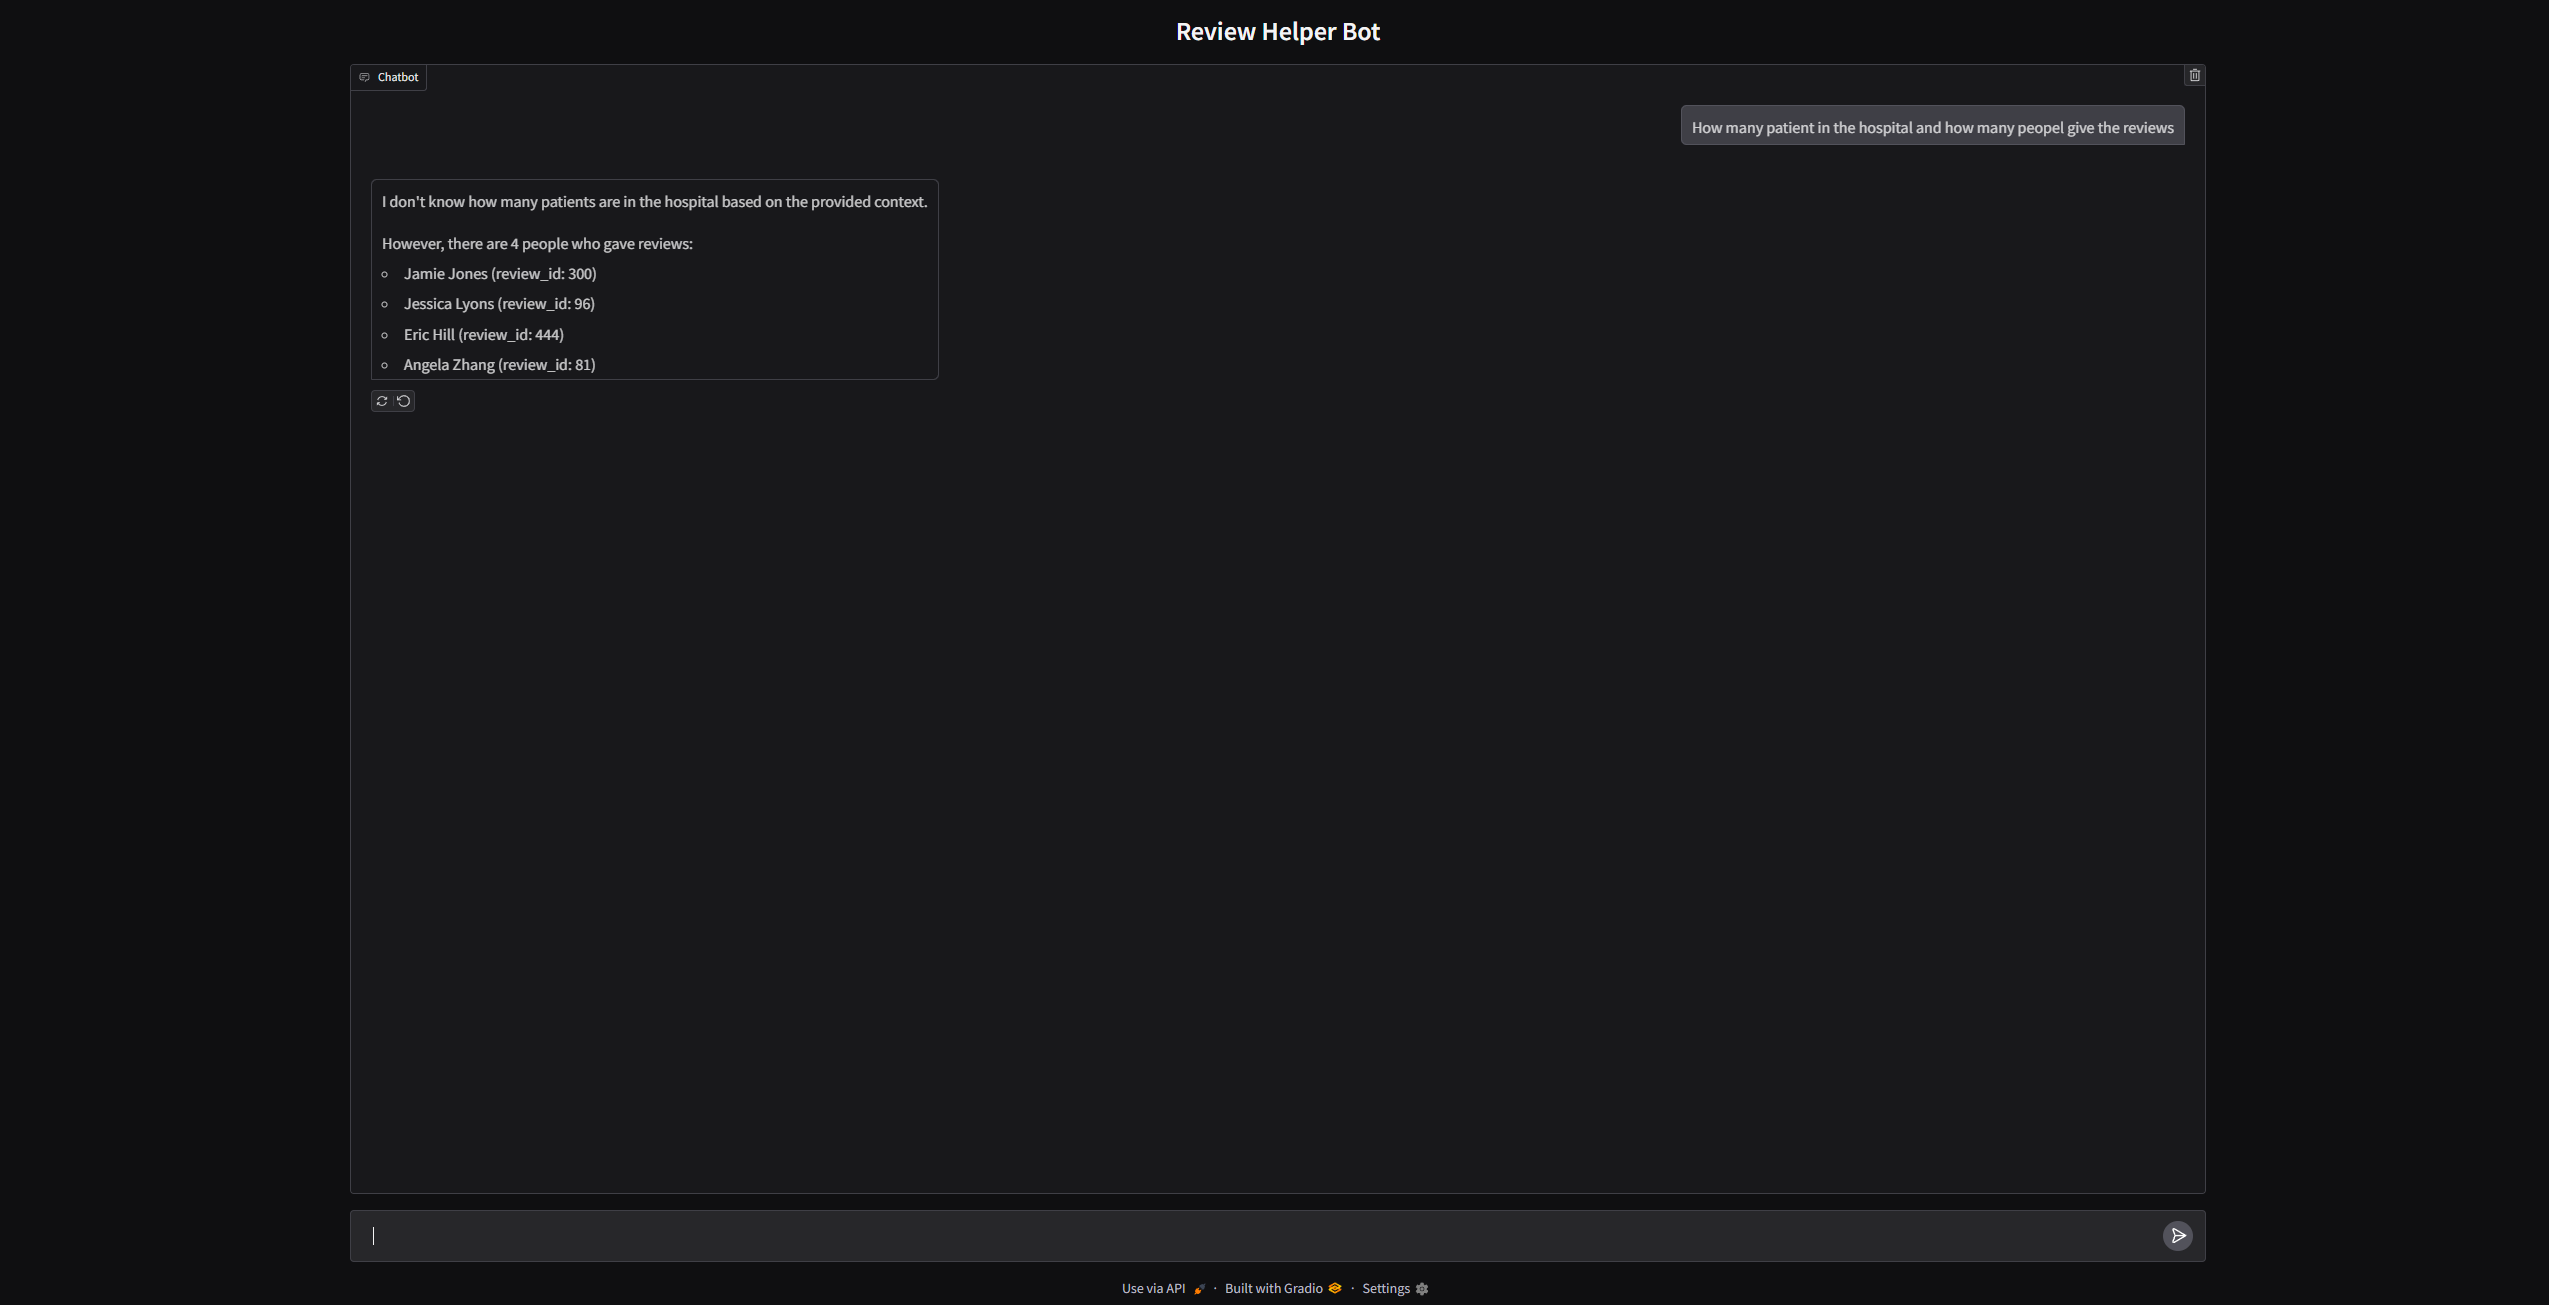 Review Helper Bot
Chatbot
How many patient in the hospital and how many peopel give the reviews
I don't know how many patients are in the hospital based on the provided context.
However, there are 4 people who gave reviews:
Jamie Jones (review_id: 300)
Jessica Lyons (review_id: 96)
Eric Hill (review_id: 444)
Angela Zhang (review_id: 81)
Use via API · Built with Gradio · Settings